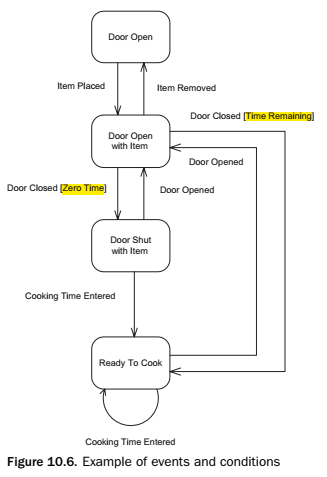 Door Open
Item Placed
Item Removed
Door Closed [Time Remaining]
Door Open
with Item
Door Opened
Door Closed [Zero Time]
Door Opened
Door Shut
with Item
Cooking Time Entered
Ready To Cook
Cooking Time Entered
Figure 10.6. Example of events and conditions